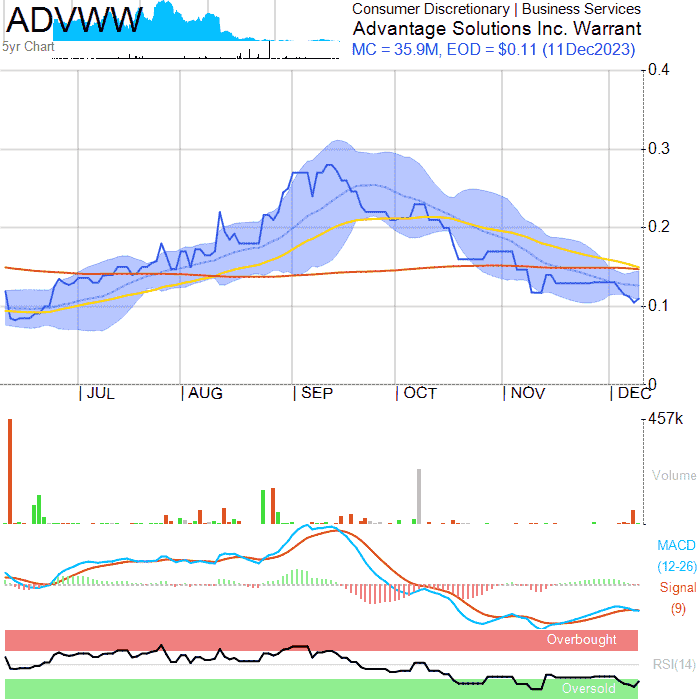 ADVWW
5yr Chart
Consumer Discretionary | Business Services
Advantage Solutions Inc. Warrant
MC = 35.9M, EOD = $0.11 (11Dec2023)
0.4
0.3
0.2
0.1
0
JUL AUG SEP OCT NOV DEC
457k
Volume
MACD
(12-26)
Signal
(9)
Overbought
RSI(14)
Oversold